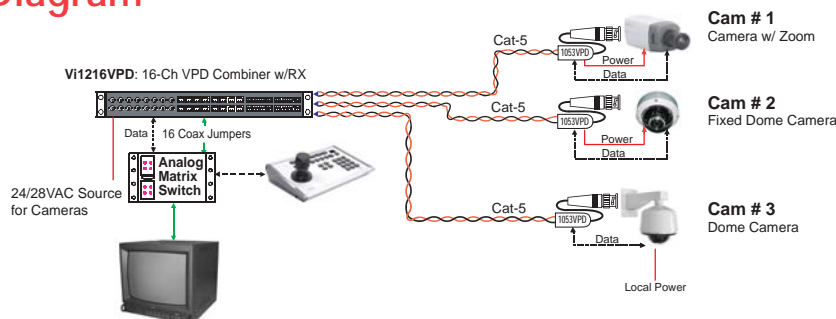 Diagram
Vi1216VPD: 16-Ch VPD Combiner w/RX
Cat-5
1053VPD
Power
Data
Cam # 1
Camera w/ Zoom
Cat-5
1053VPD
Power
Data
Cam # 2
Fixed Dome Camera
Data
16 Coax Jumpers
Analog
Matrix
Switch
24/28VAC Source
for Cameras
Cat-5
1053VPD
Data
Cam # 3
Dome Camera
Local Power